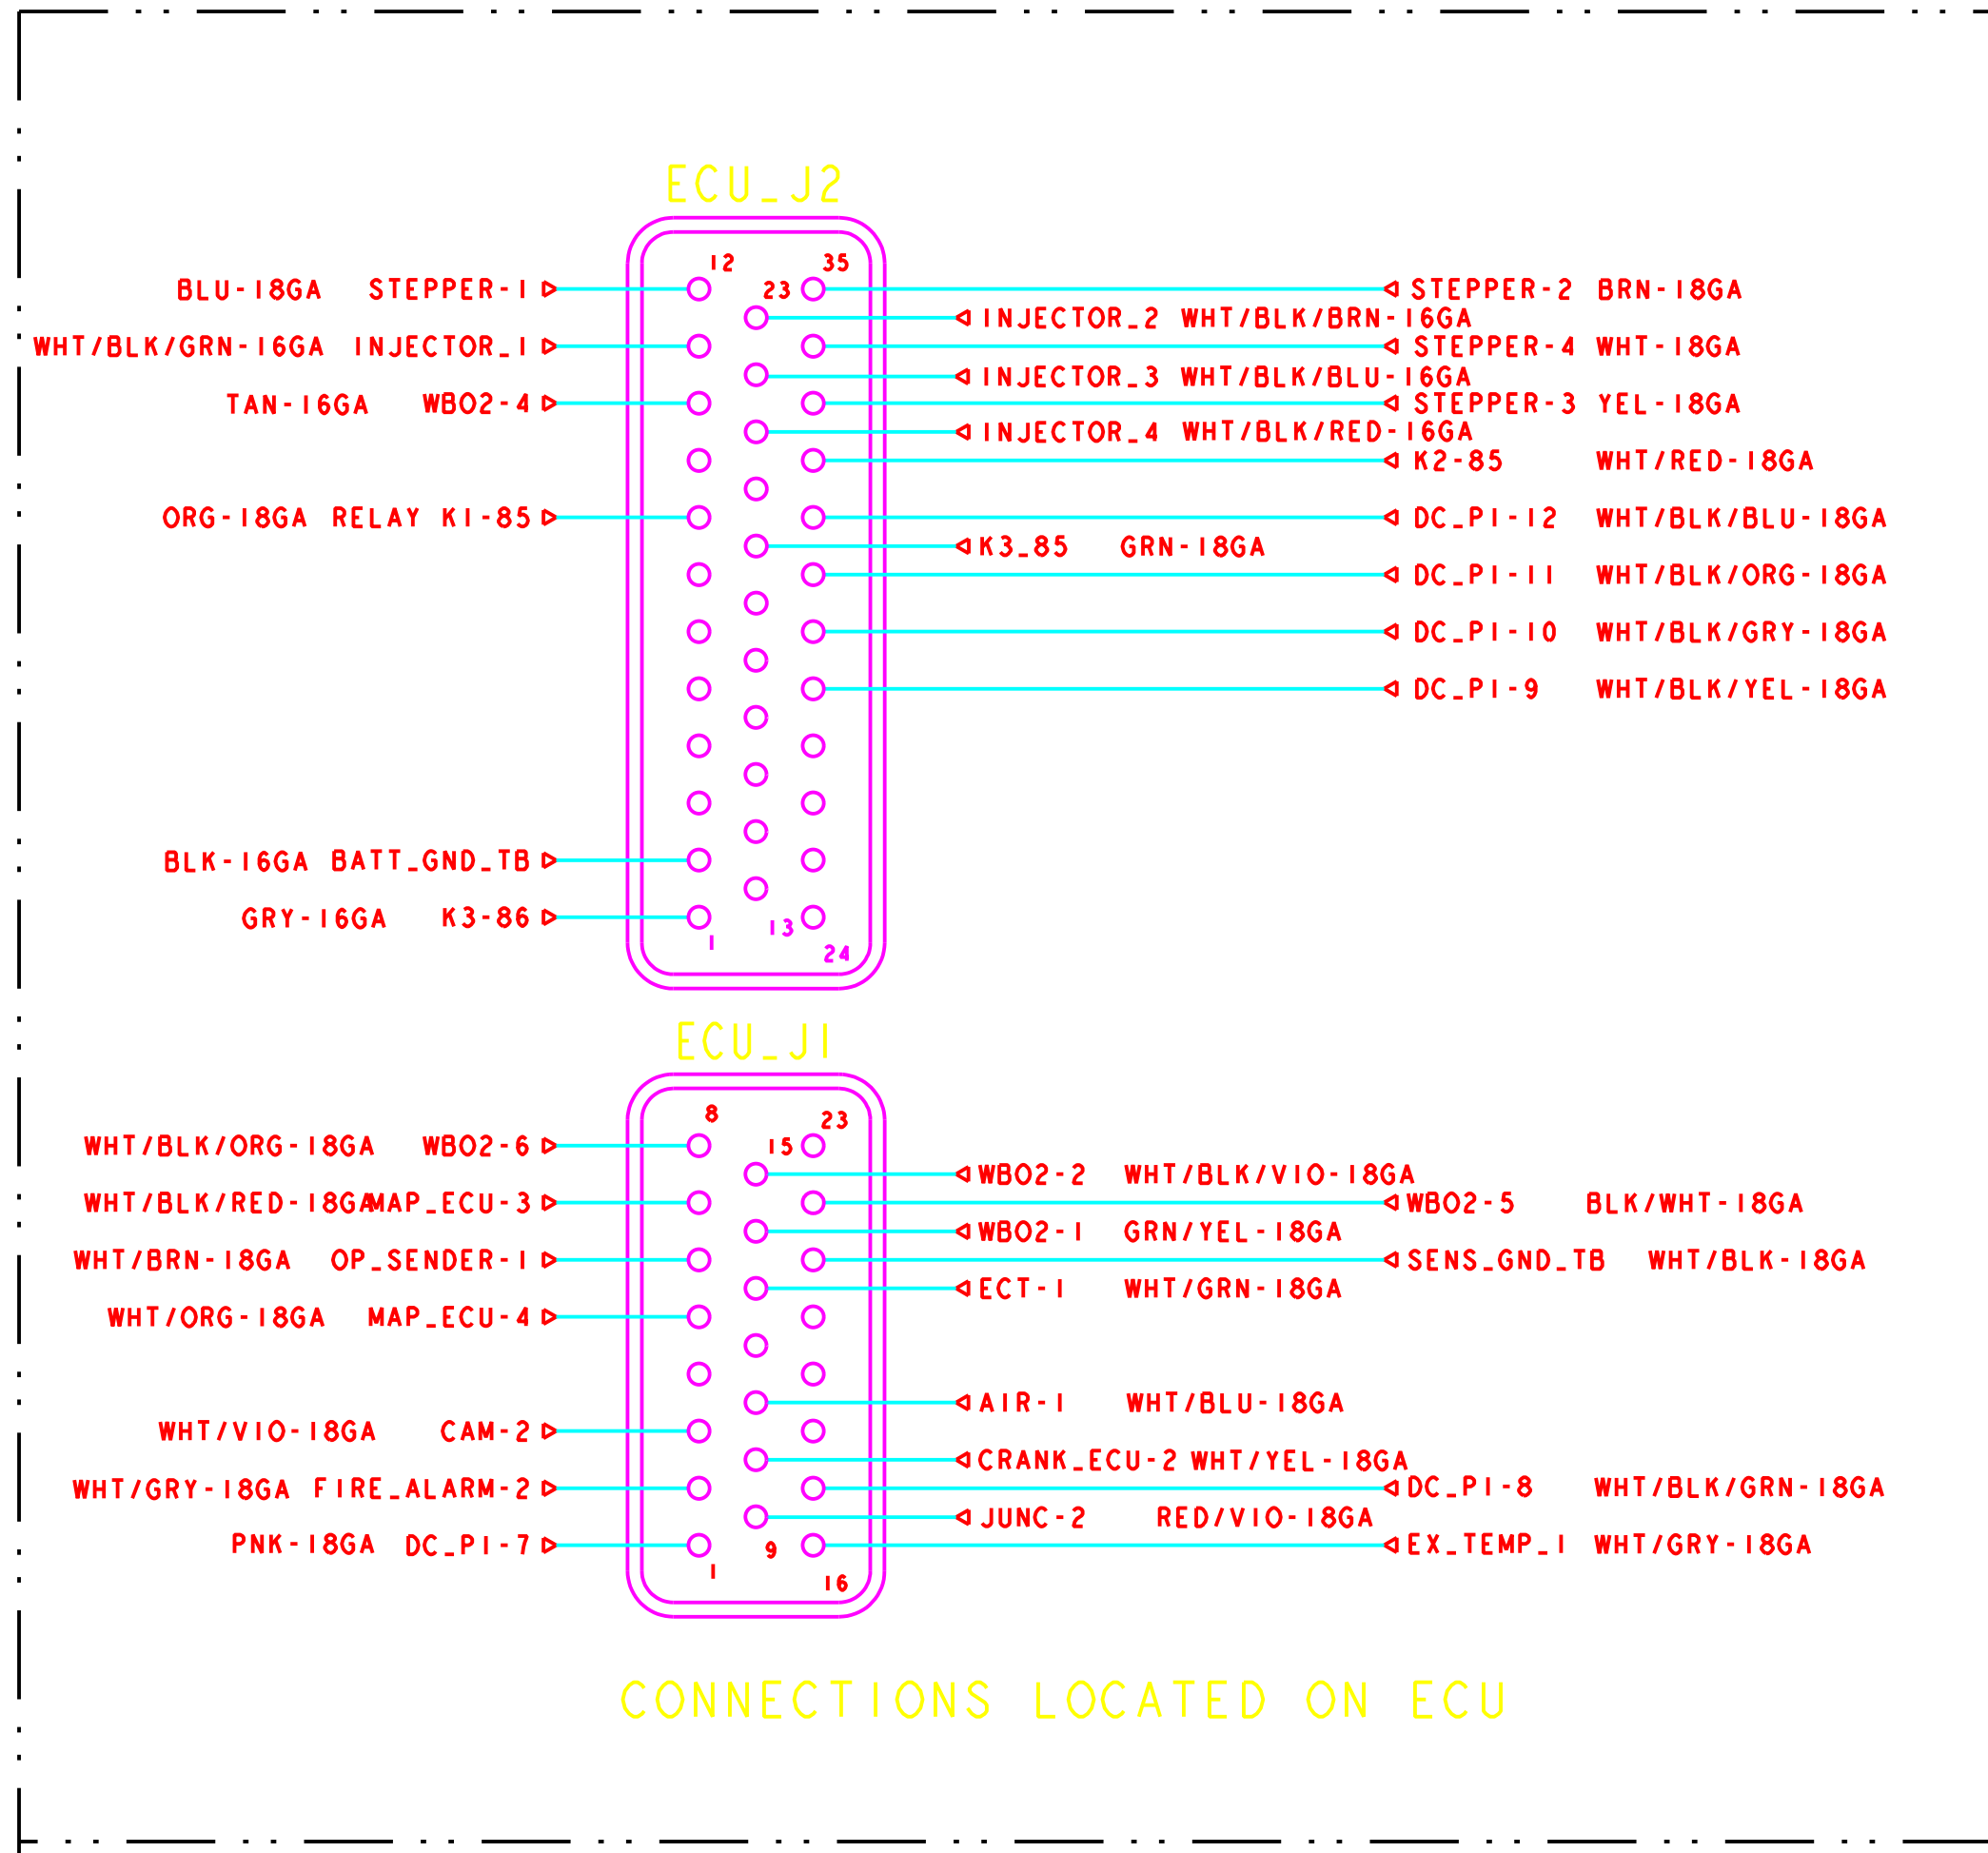 ECU_J2
12 35
BLU-18GA STEPPER-1 23 STEPPER-2 BRN-18GA
INJECTOR_2 WHT/BLK/BRN-16GA
WHT/BLK/GRN-16GA INJECTOR_1 STEPPER-4 WHT-18GA
INJECTOR_3 WHT/BLK/BLU-16GA
TAN-16GA WBO2-4 STEPPER-3 YEL-18GA
INJECTOR_4 WHT/BLK/RED-16GA
K2-85 WHT/RED-18GA
ORG-18GA RELAY K1-85 DC_P1-12 WHT/BLK/BLU-18GA
K3_85 GRN-18GA
DC_P1-11 WHT/BLK/ORG-18GA
DC_P1-10 WHT/BLK/GRY-18GA
DC_P1-9 WHT/BLK/YEL-18GA
BLK-16GA BATT_GND_TB
GRY-16GA K3-86
1 13 24
ECU_J1
8 23
WHT/BLK/ORG-18GA WBO2-6 15
WBO2-2 WHT/BLK/VIO-18GA
WHT/BLK/RED-18GA MAP_ECU-3 WBO2-5 BLK/WHT-18GA
WBO2-1 GRN/YEL-18GA
WHT/BRN-18GA OP_SENDER-1 SENS_GND_TB WHT/BLK-18GA
ECT-1 WHT/GRN-18GA
WHT/ORG-18GA MAP_ECU-4
AIR-1 WHT/BLU-18GA
WHT/VIO-18GA CAM-2
CRANK_ECU-2 WHT/YEL-18GA
WHT/GRY-18GA FIRE_ALARM-2 DC_P1-8 WHT/BLK/GRN-18GA
JUNC-2 RED/VIO-18GA
PNK-18GA DC_P1-7 9 EX_TEMP_1 WHT/GRY-18GA
1 16
CONNECTIONS LOCATED ON ECU